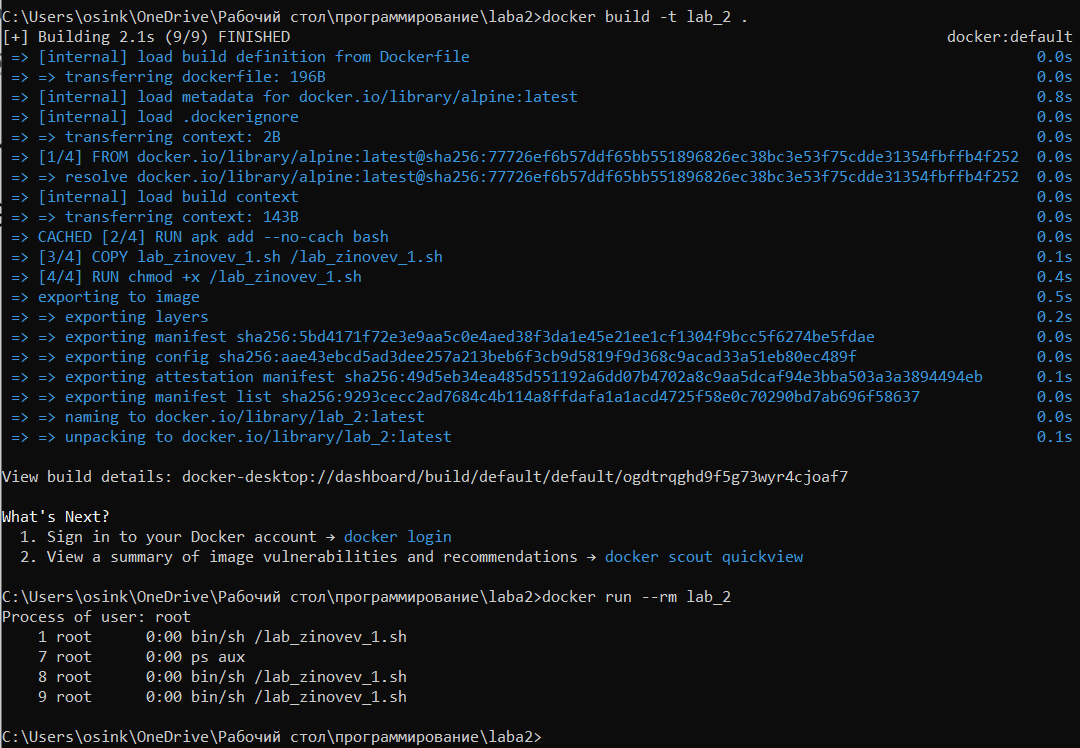 C:\Users\osink\OneDrive\Рабочий стол\программирование\laba2>docker build -t lab_2 .
[+] Building 2.1s (9/9) FINISHED docker:default
=> [internal] load build definition from Dockerfile 0.0s
=> => transferring dockerfile: 196B 0.0s
=> [internal] load metadata for docker.io/library/alpine:latest 0.8s
=> [internal] load .dockerignore 0.0s
=> => transferring context: 2B 0.0s
=> [1/4] FROM docker.io/library/alpine:latest@sha256:77726ef6b57ddf65bb551896826ec38bc3e53f75cdde31354fbffb4f252 0.0s
=> => resolve docker.io/library/alpine:latest@sha256:77726ef6b57ddf65bb551896826ec38bc3e53f75cdde31354fbffb4f252 0.0s
=> [internal] load build context 0.0s
=> => transferring context: 143B 0.0s
=> CACHED [2/4] RUN apk add --no-cach bash 0.0s
=> [3/4] COPY lab_zinovev_1.sh /lab_zinovev_1.sh 0.1s
=> [4/4] RUN chmod +x /lab_zinovev_1.sh 0.4s
=> exporting to image 0.5s
=> => exporting layers 0.2s
=> => exporting manifest sha256:5bd4171f72e3e9aa5c0e4aed38f3da1e45e21ee1cf1304f9bcc5f6274be5fdae 0.0s
=> => exporting config sha256:aae43ebcd5ad3dee257a213beb6f3cb9d5819f9d368c9acad33a51eb80ec489f 0.0s
=> => exporting attestation manifest sha256:49d5eb34ea485d551192a6dd07b4702a8c9aa5dcaf94e3bba503a3a3894494eb 0.1s
=> => exporting manifest list sha256:9293cecc2ad7684c4b114a8ffdafa1a1acd4725f58e0c70290bd7ab696f58637 0.0s
=> => naming to docker.io/library/lab_2:latest 0.0s
=> => unpacking to docker.io/library/lab_2:latest 0.1s
View build details: docker-desktop://dashboard/build/default/default/ogdtrqghd9f5g73wyr4cjoaf7
What's Next?
1. Sign in to your Docker account → docker login
2. View a summary of image vulnerabilities and recommendations → docker scout quickview
C:\Users\osink\OneDrive\Рабочий стол\программирование\laba2>docker run --rm lab_2
Process of user: root
1 root 0:00 bin/sh /lab_zinovev_1.sh
7 root 0:00 ps aux
8 root 0:00 bin/sh /lab_zinovev_1.sh
9 root 0:00 bin/sh /lab_zinovev_1.sh
C:\Users\osink\OneDrive\Рабочий стол\программирование\laba2>